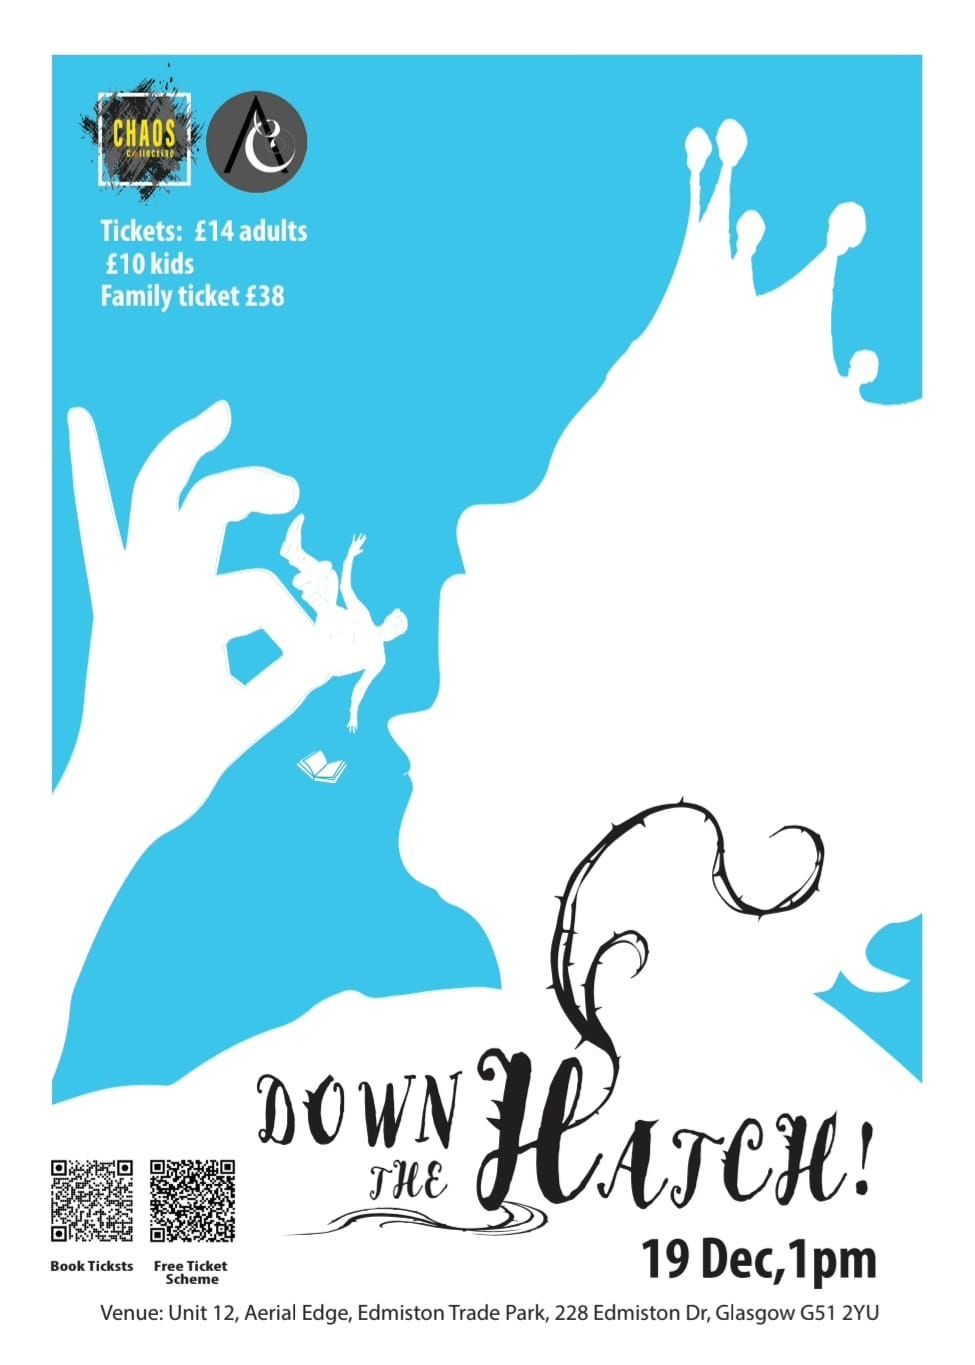 CHAOS
collective
Tickets: £14 adults
£10 kids
Family ticket £38
DOWN
THE
HATCH!
19 Dec,1pm
Book Ticksts
Free Ticket
Scheme
Venue: Unit 12, Aerial Edge, Edmiston Trade Park, 228 Edmiston Dr, Glasgow G51 2YU